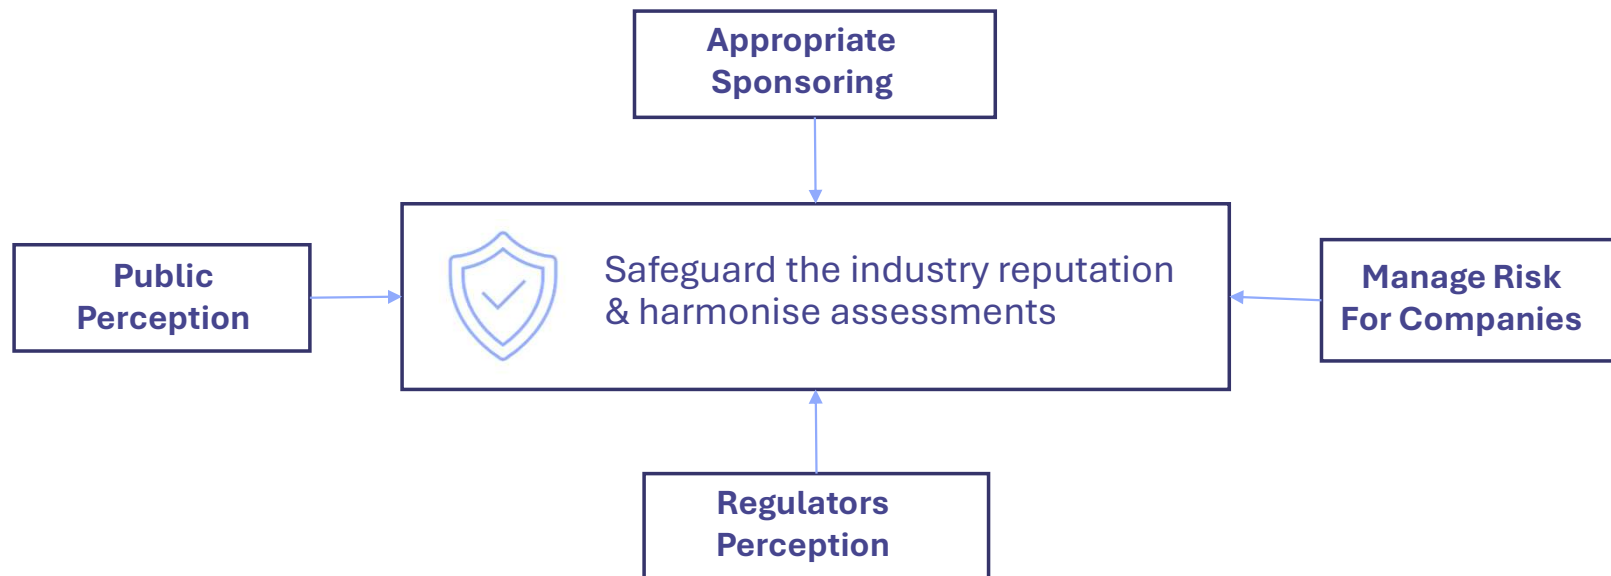 Appropriate
Sponsoring
Public
Perception
Safeguard the industry reputation
& harmonise assessments
Manage Risk
For Companies
Regulators
Perception